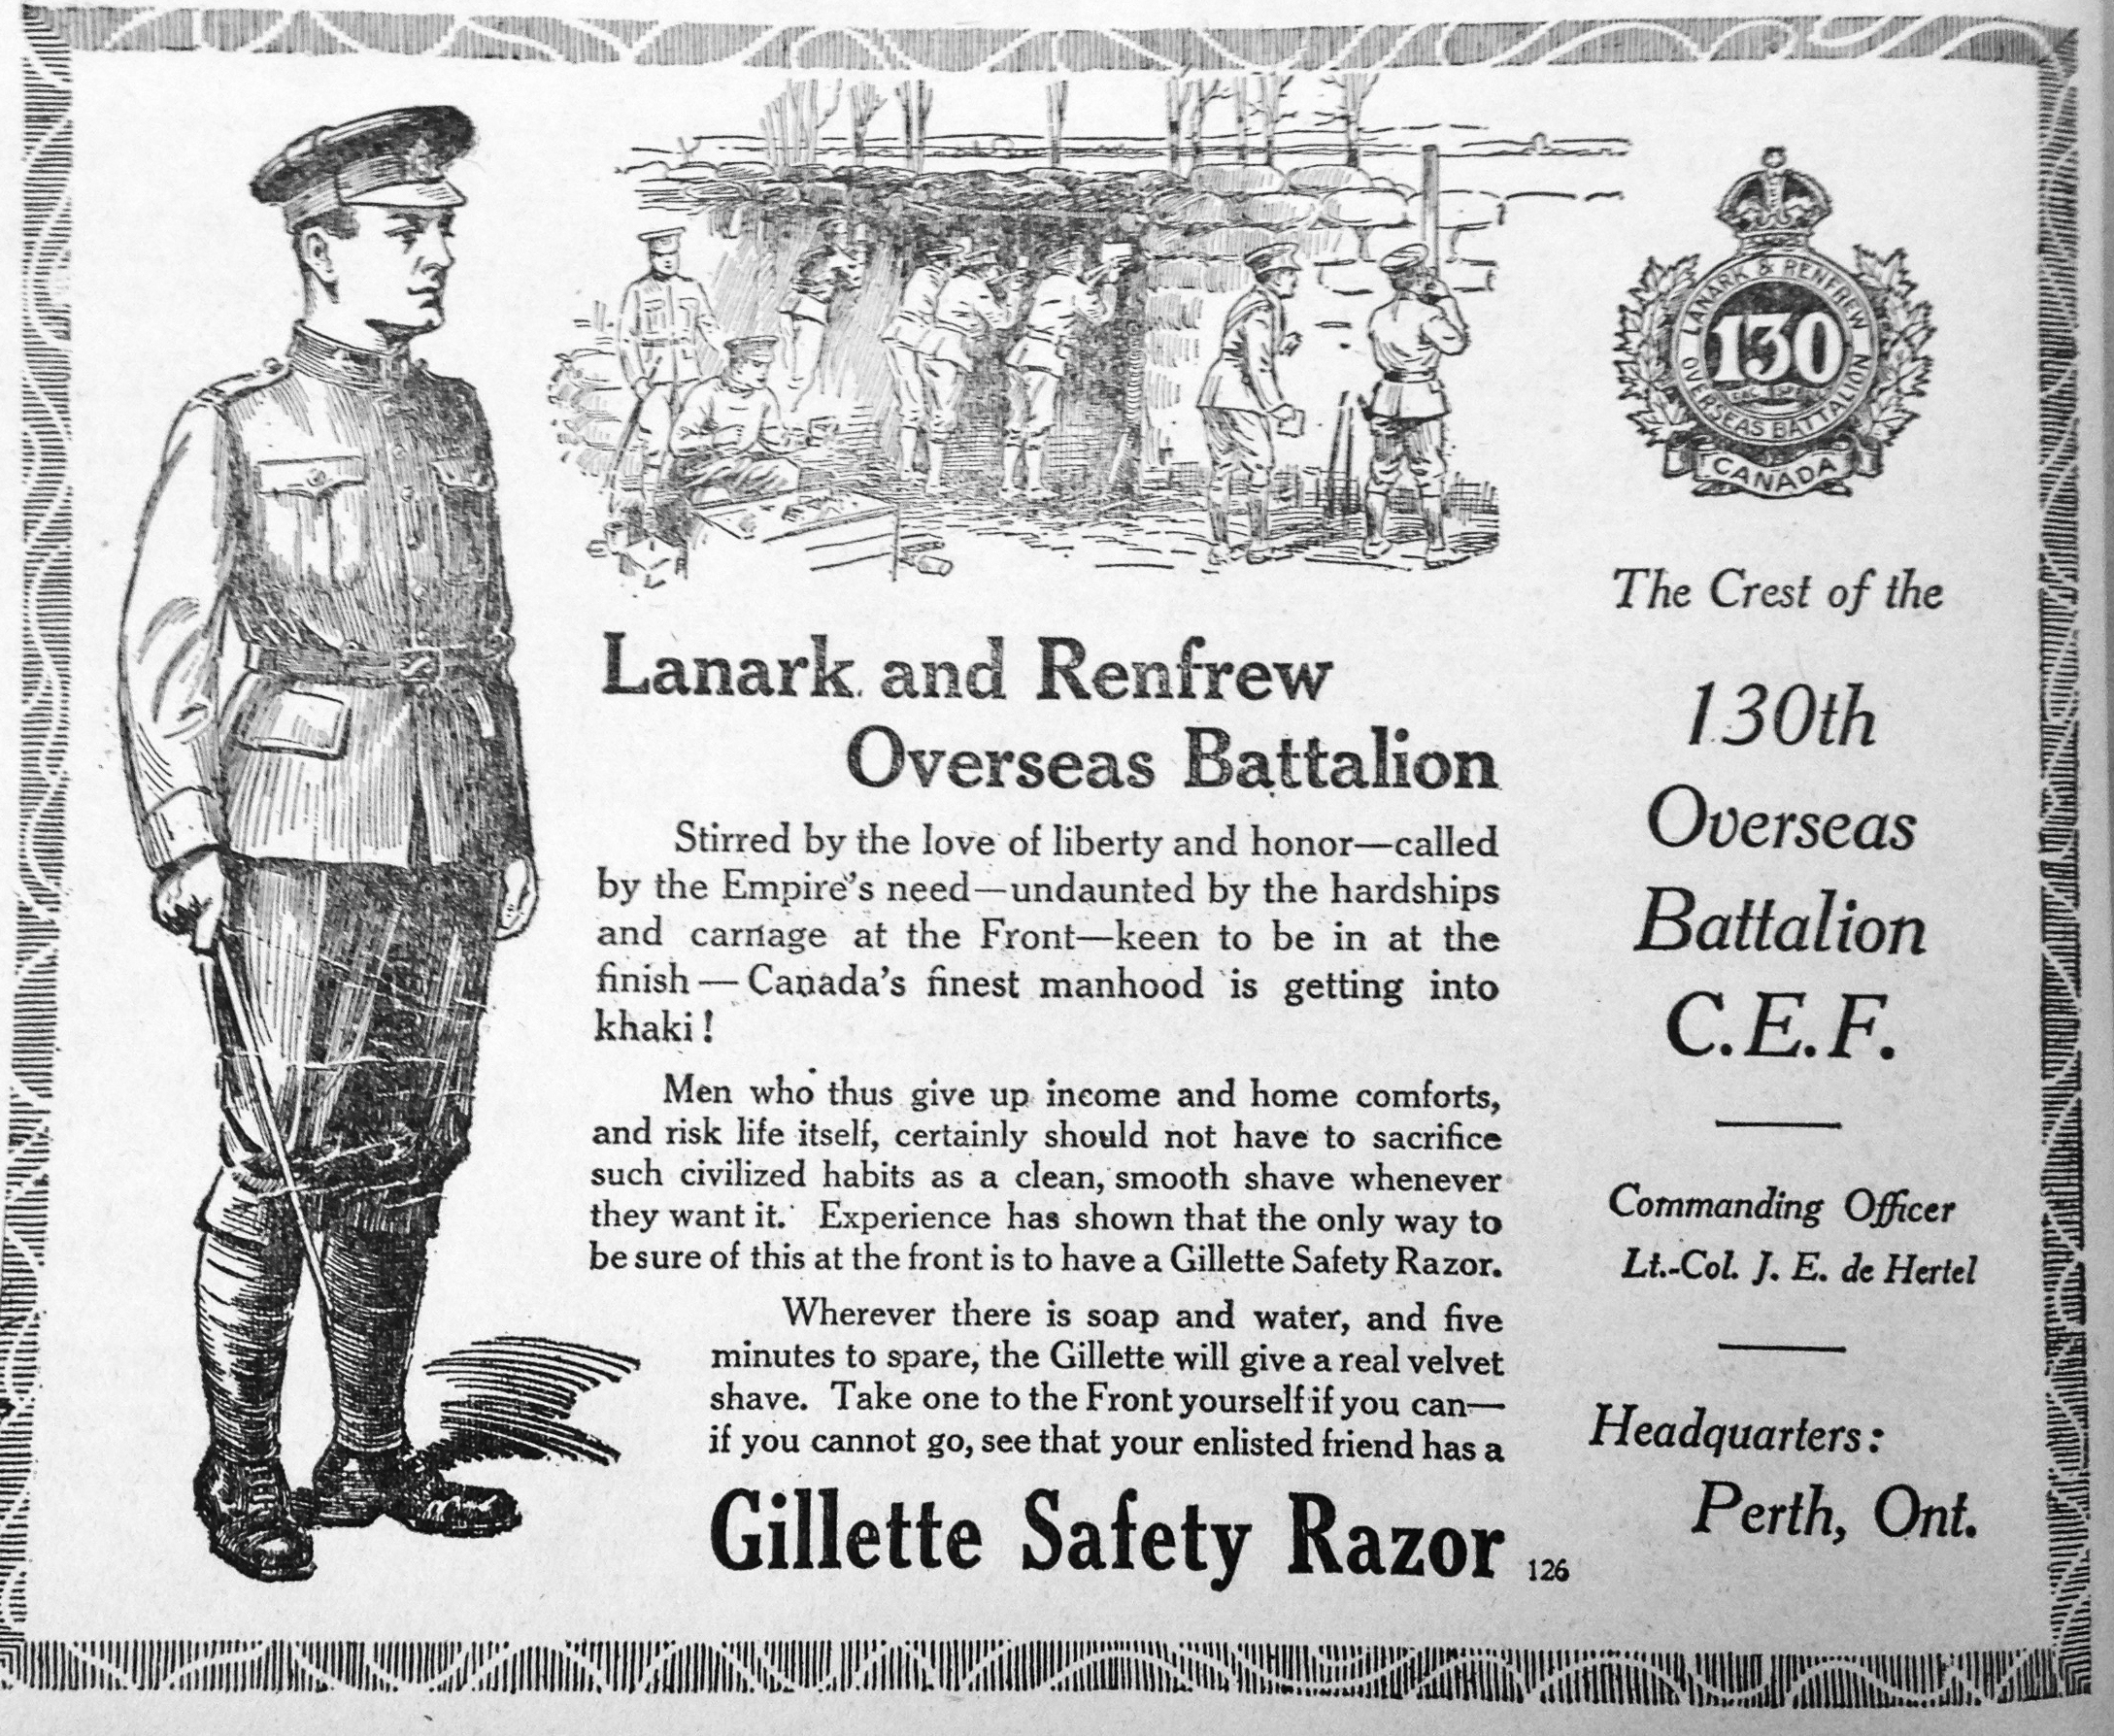 Lanark and Renfrew
Overseas Battalion
Stirred by the love of liberty and honor—called
by the Empire's need—undaunted by the hardships
and carnage at the Front—keen to be in at the
finish — Canada's finest manhood is getting into
khaki!
Men who thus give up income and home comforts,
and risk life itself, certainly should not have to sacrifice
such civilized habits as a clean, smooth shave whenever
they want it. Experience has shown that the only way to
be sure of this at the front is to have a Gillette Safety Razor.
Wherever there is soap and water, and five
minutes to spare, the Gillette will give a real velvet
shave. Take one to the Front yourself if you can—
if you cannot go, see that your enlisted friend has a
Gillette Safety Razor
126
LANARK & RENFREW
130
OVERSEAS BATTALION
CANADA
The Crest of the
130th
Overseas
Battalion
C.E.F.
Commanding Officer
Lt.-Col. J. E. de Hertel
Headquarters:
Perth, Ont.